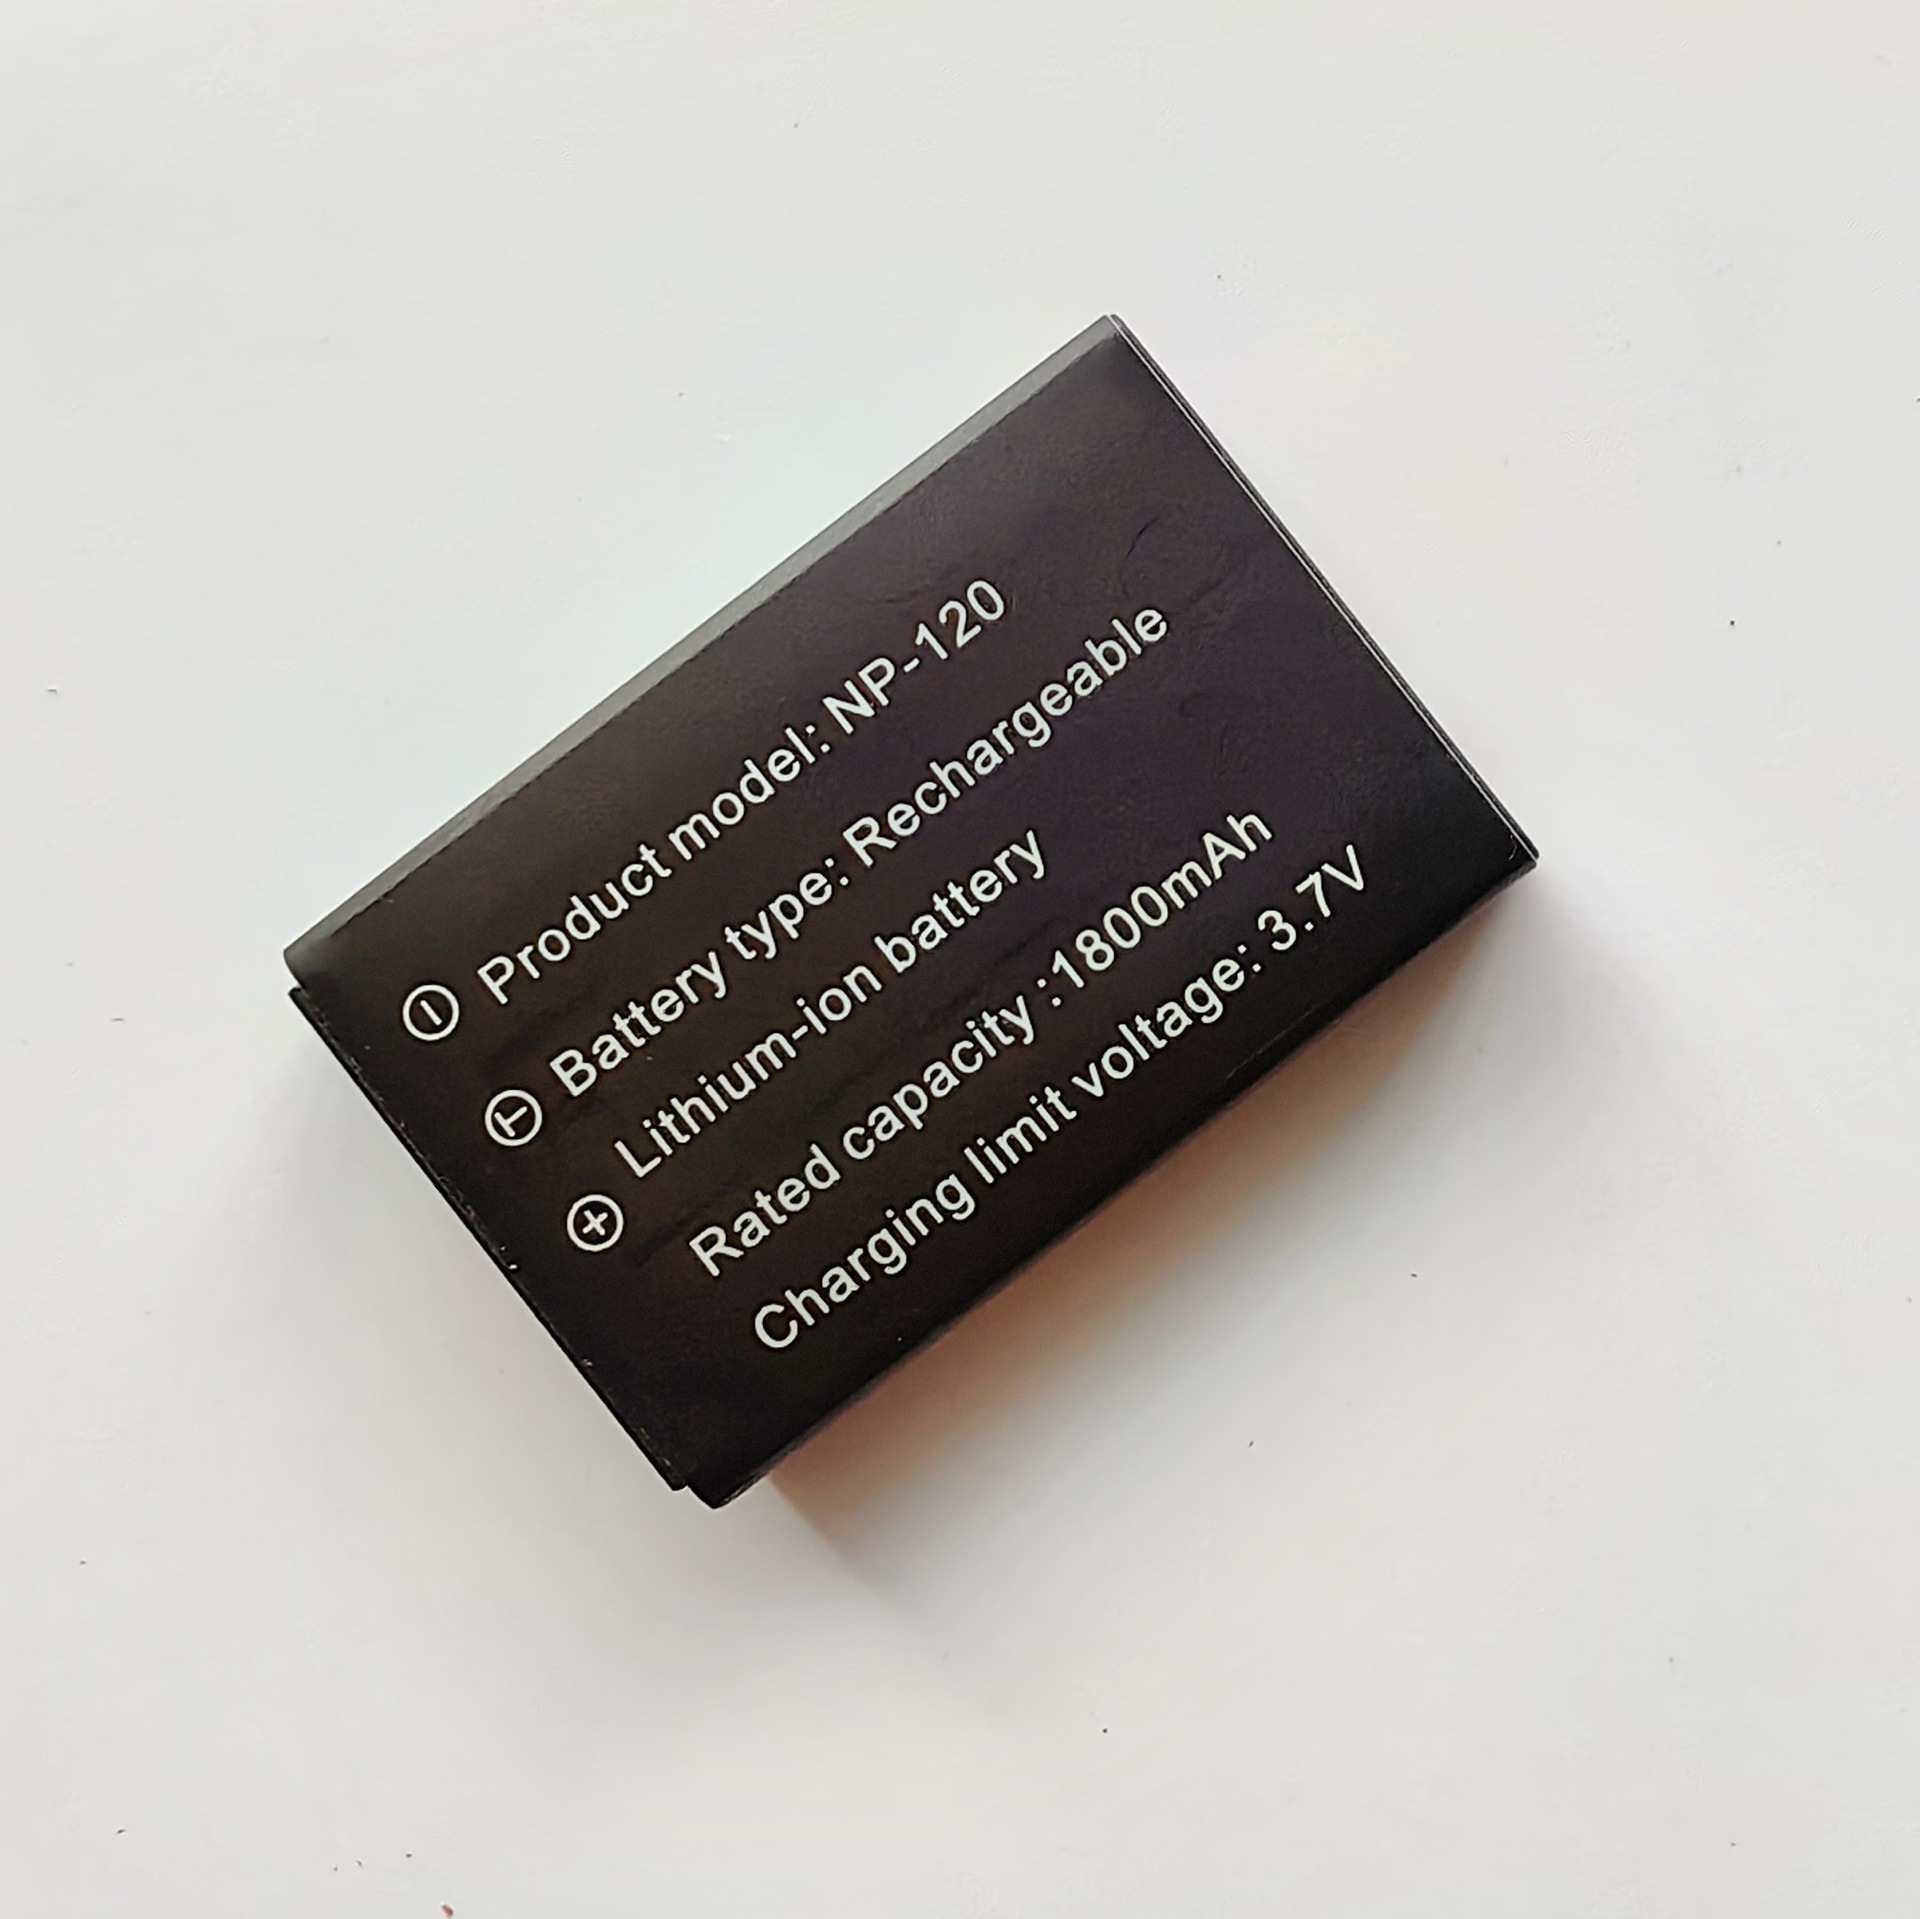 Product model: NP-120
Battery type: Rechargeable
Lithium-ion battery
Rated capacity :1800mAh
Charging limit voltage: 3.7V
−
T
+